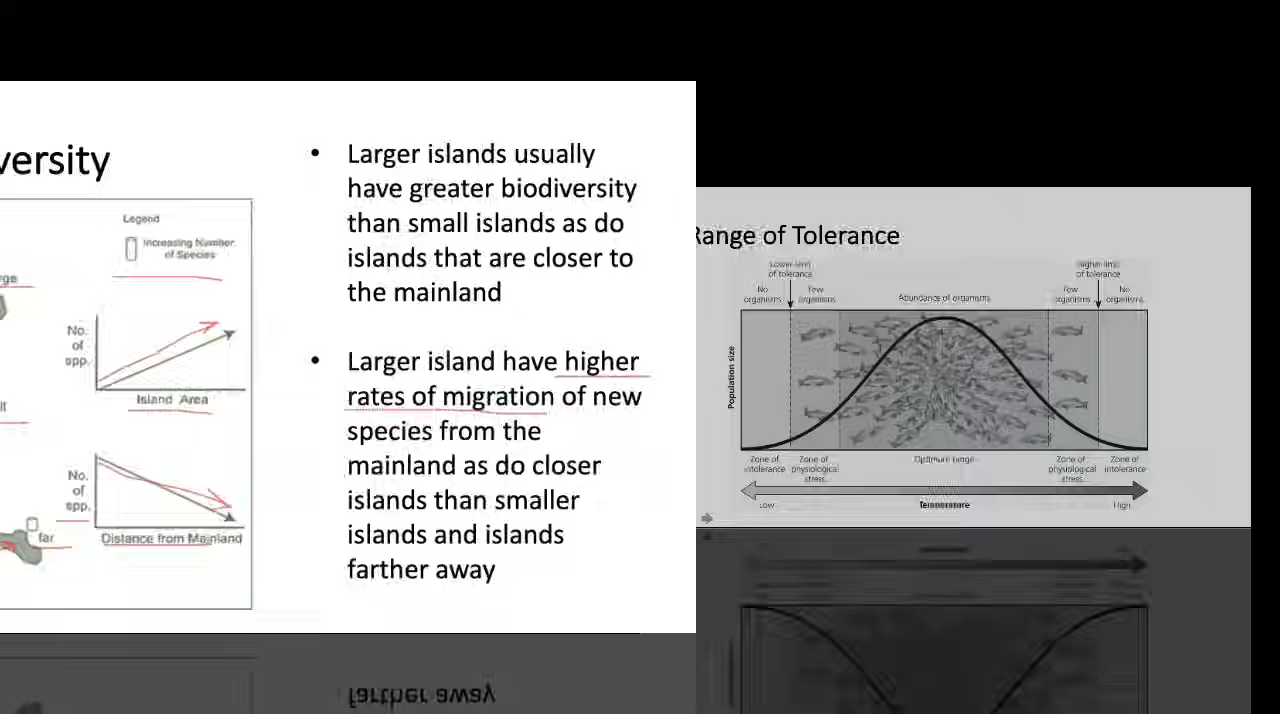 versity
Legend
Increasing Number
of Species
rge
No.
of
spp.
Island Area
ll
No.
of
spp.
far
Distance from Mainland
• Larger islands usually
have greater biodiversity
than small islands as do
islands that are closer to
the mainland
• Larger island have higher
rates of migration of new
species from the
mainland as do closer
islands than smaller
islands and islands
farther away
farther away
Range of Tolerance
Lower limit
of tolerance
Higher limit
of tolerance
No
organisms
Few
organisms
Abundance of organisms
Few
organisms
No
organisms
Population size
Zone of
intolerance
Zone of
physiological
stress
Optimum range
Zone of
physiological
stress
Zone of
intolerance
Low
Temperature
High